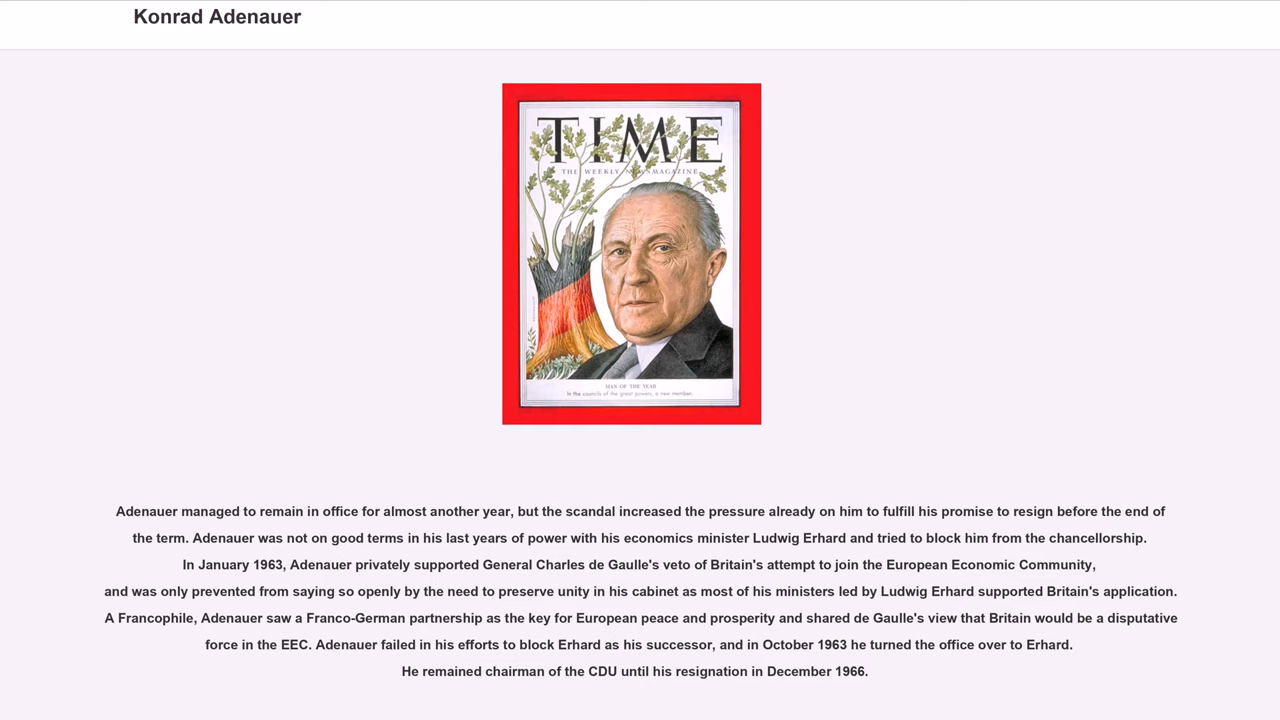 Konrad Adenauer
TIME
THE WEEKLY NEWSMAGAZINE
MAN OF THE YEAR
In the councils of the great powers, a new member.
Adenauer managed to remain in office for almost another year, but the scandal increased the pressure already on him to fulfill his promise to resign before the end of
the term. Adenauer was not on good terms in his last years of power with his economics minister Ludwig Erhard and tried to block him from the chancellorship.
In January 1963, Adenauer privately supported General Charles de Gaulle's veto of Britain's attempt to join the European Economic Community,
and was only prevented from saying so openly by the need to preserve unity in his cabinet as most of his ministers led by Ludwig Erhard supported Britain's application.
A Francophile, Adenauer saw a Franco-German partnership as the key for European peace and prosperity and shared de Gaulle's view that Britain would be a disputative
force in the EEC. Adenauer failed in his efforts to block Erhard as his successor, and in October 1963 he turned the office over to Erhard.
He remained chairman of the CDU until his resignation in December 1966.